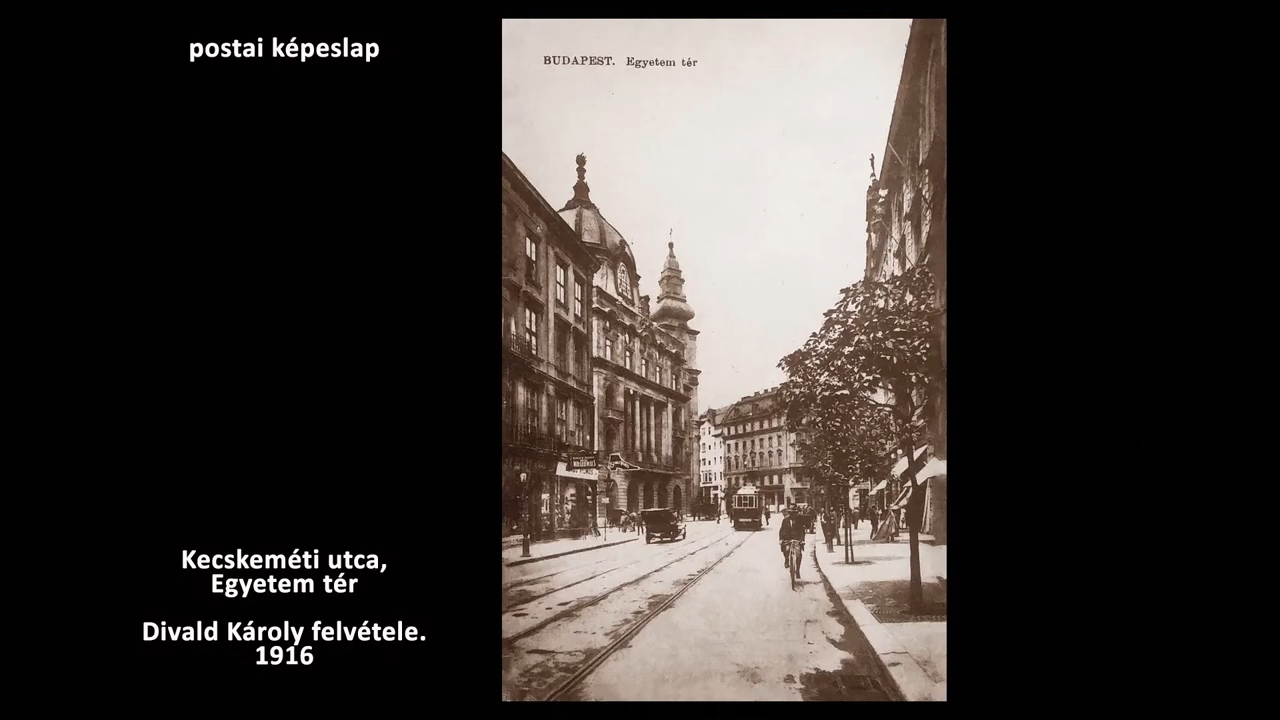 postai képeslap
BUDAPEST. Egyetem tér
Kecskeméti utca,
Egyetem tér
Divald Károly felvétele.
1916